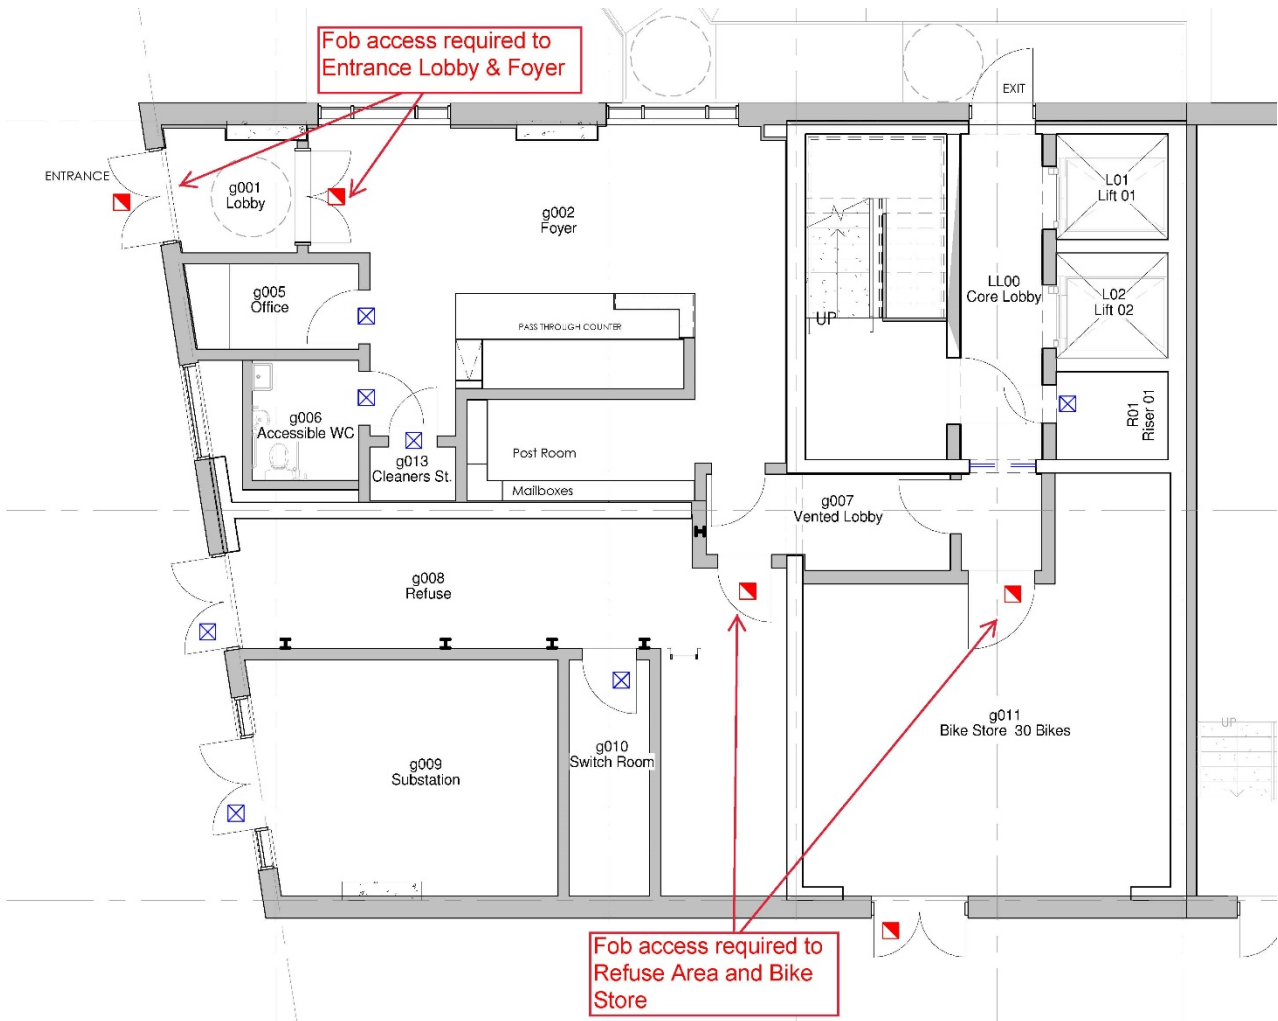 Fob access required to
Entrance Lobby & Foyer
EXIT
ENTRANCE
g001
Lobby
g002
Foyer
L01
Lift 01
g005
Office
LL00
Core Lobby
L02
Lift 02
PASS THROUGH COUNTER
UP
g006
Accessible WC
R01
Riser 01
g013
Cleaners St.
Post Room
Mailboxes
g007
Vented Lobby
g008
Refuse
g011
Bike Store 30 Bikes
UP
g010
Switch Room
g009
Substation
Fob access required to
Refuse Area and Bike
Store